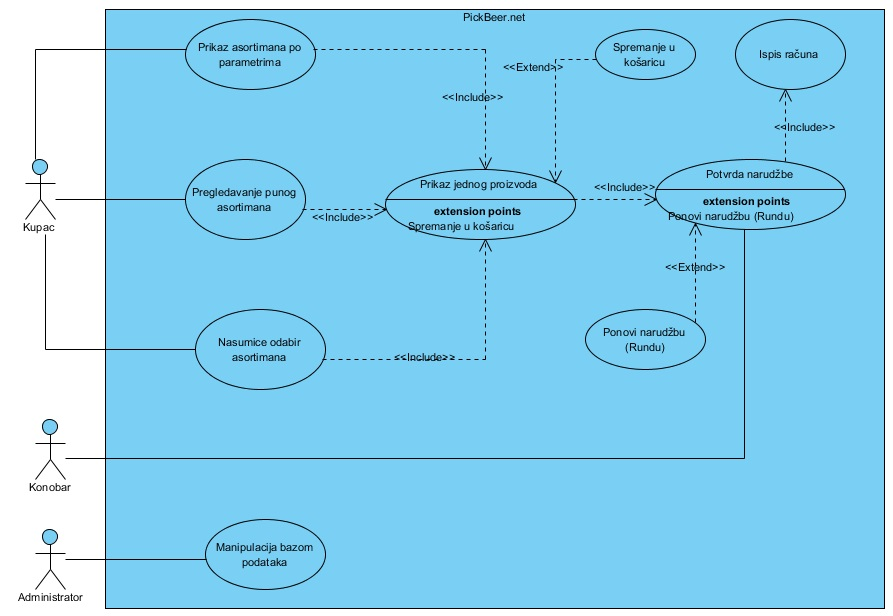 PickBeer.net
Prikaz asortimana po
parametrima
Spremanje u
košaricu
Ispis računa
<<Extend>>
<<Include>>
<<Include>>
Kupac
Pregledavanje punog
asortimana
<<Include>>
Prikaz jednog proizvoda
extension points
Spremanje u košaricu
<<Include>>
Potvrda narudžbe
extension points
Ponovi narudžbu (Rundu)
<<Extend>>
Nasumice odabir
asortimana
<<Include>>
Ponovi narudžbu
(Rundu)
Konobar
Manipulacija bazom
podataka
Administrator